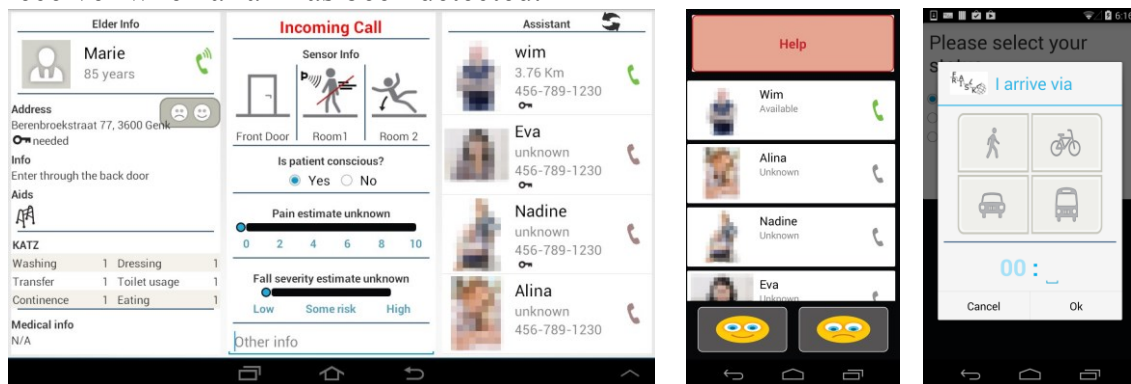 Elder Info
Marie
85 years
Address
Berenbroekstraat 77, 3600 Genk
needed
Info
Enter through the back door
Aids
KATZ
Washing 1 Dressing 1
Transfer 1 Toilet usage 1
Continence 1 Eating 1
Medical info
N/A
Incoming Call
Sensor Info
P
Front Door Room1 Room 2
Is patient conscious?
Yes No
Pain estimate unknown
0 2 4 6 8 10
Fall severity estimate unknown
Low Some risk High
Other info
Assistant
wim
3.76 Km
456-789-1230
Eva
unknown
456-789-1230
Nadine
unknown
456-789-1230
Alina
unknown
456-789-1230
Help
Wim
Available
Alina
Unknown
Nadine
Unknown
Eva
Unknown
6:16
Please select your
I arrive via
00 :
Cancel Ok